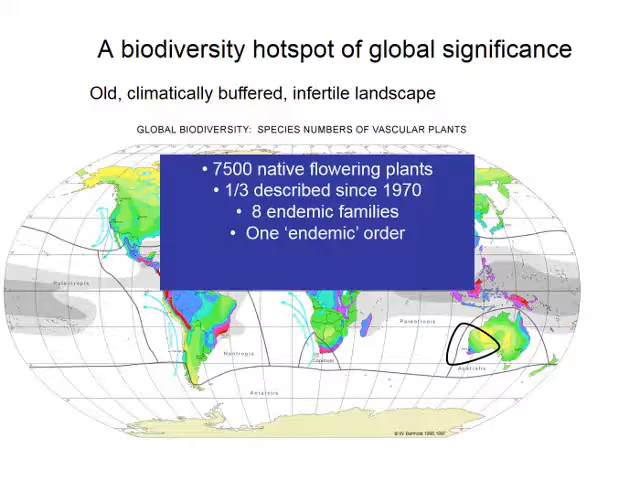 A biodiversity hotspot of global significance
Old, climatically buffered, infertile landscape
GLOBAL BIODIVERSITY: SPECIES NUMBERS OF VASCULAR PLANTS
• 7500 native flowering plants
• 1/3 described since 1970
• 8 endemic families
• One ‘endemic’ order
Paleotropis
Paleotropis
Neotropis
Capensis
Australis
Antarktis